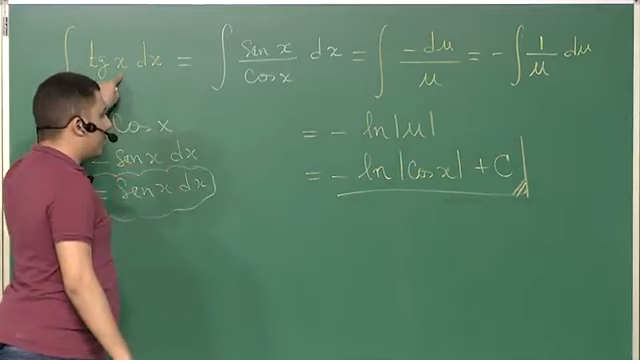 ∫ tg x dx = ∫ sen x / cos x dx = ∫ -du / u = - ∫ 1/u du
cos x
- sen x dx
= sen x dx
= - ln |u|
= - ln |cos x| + C